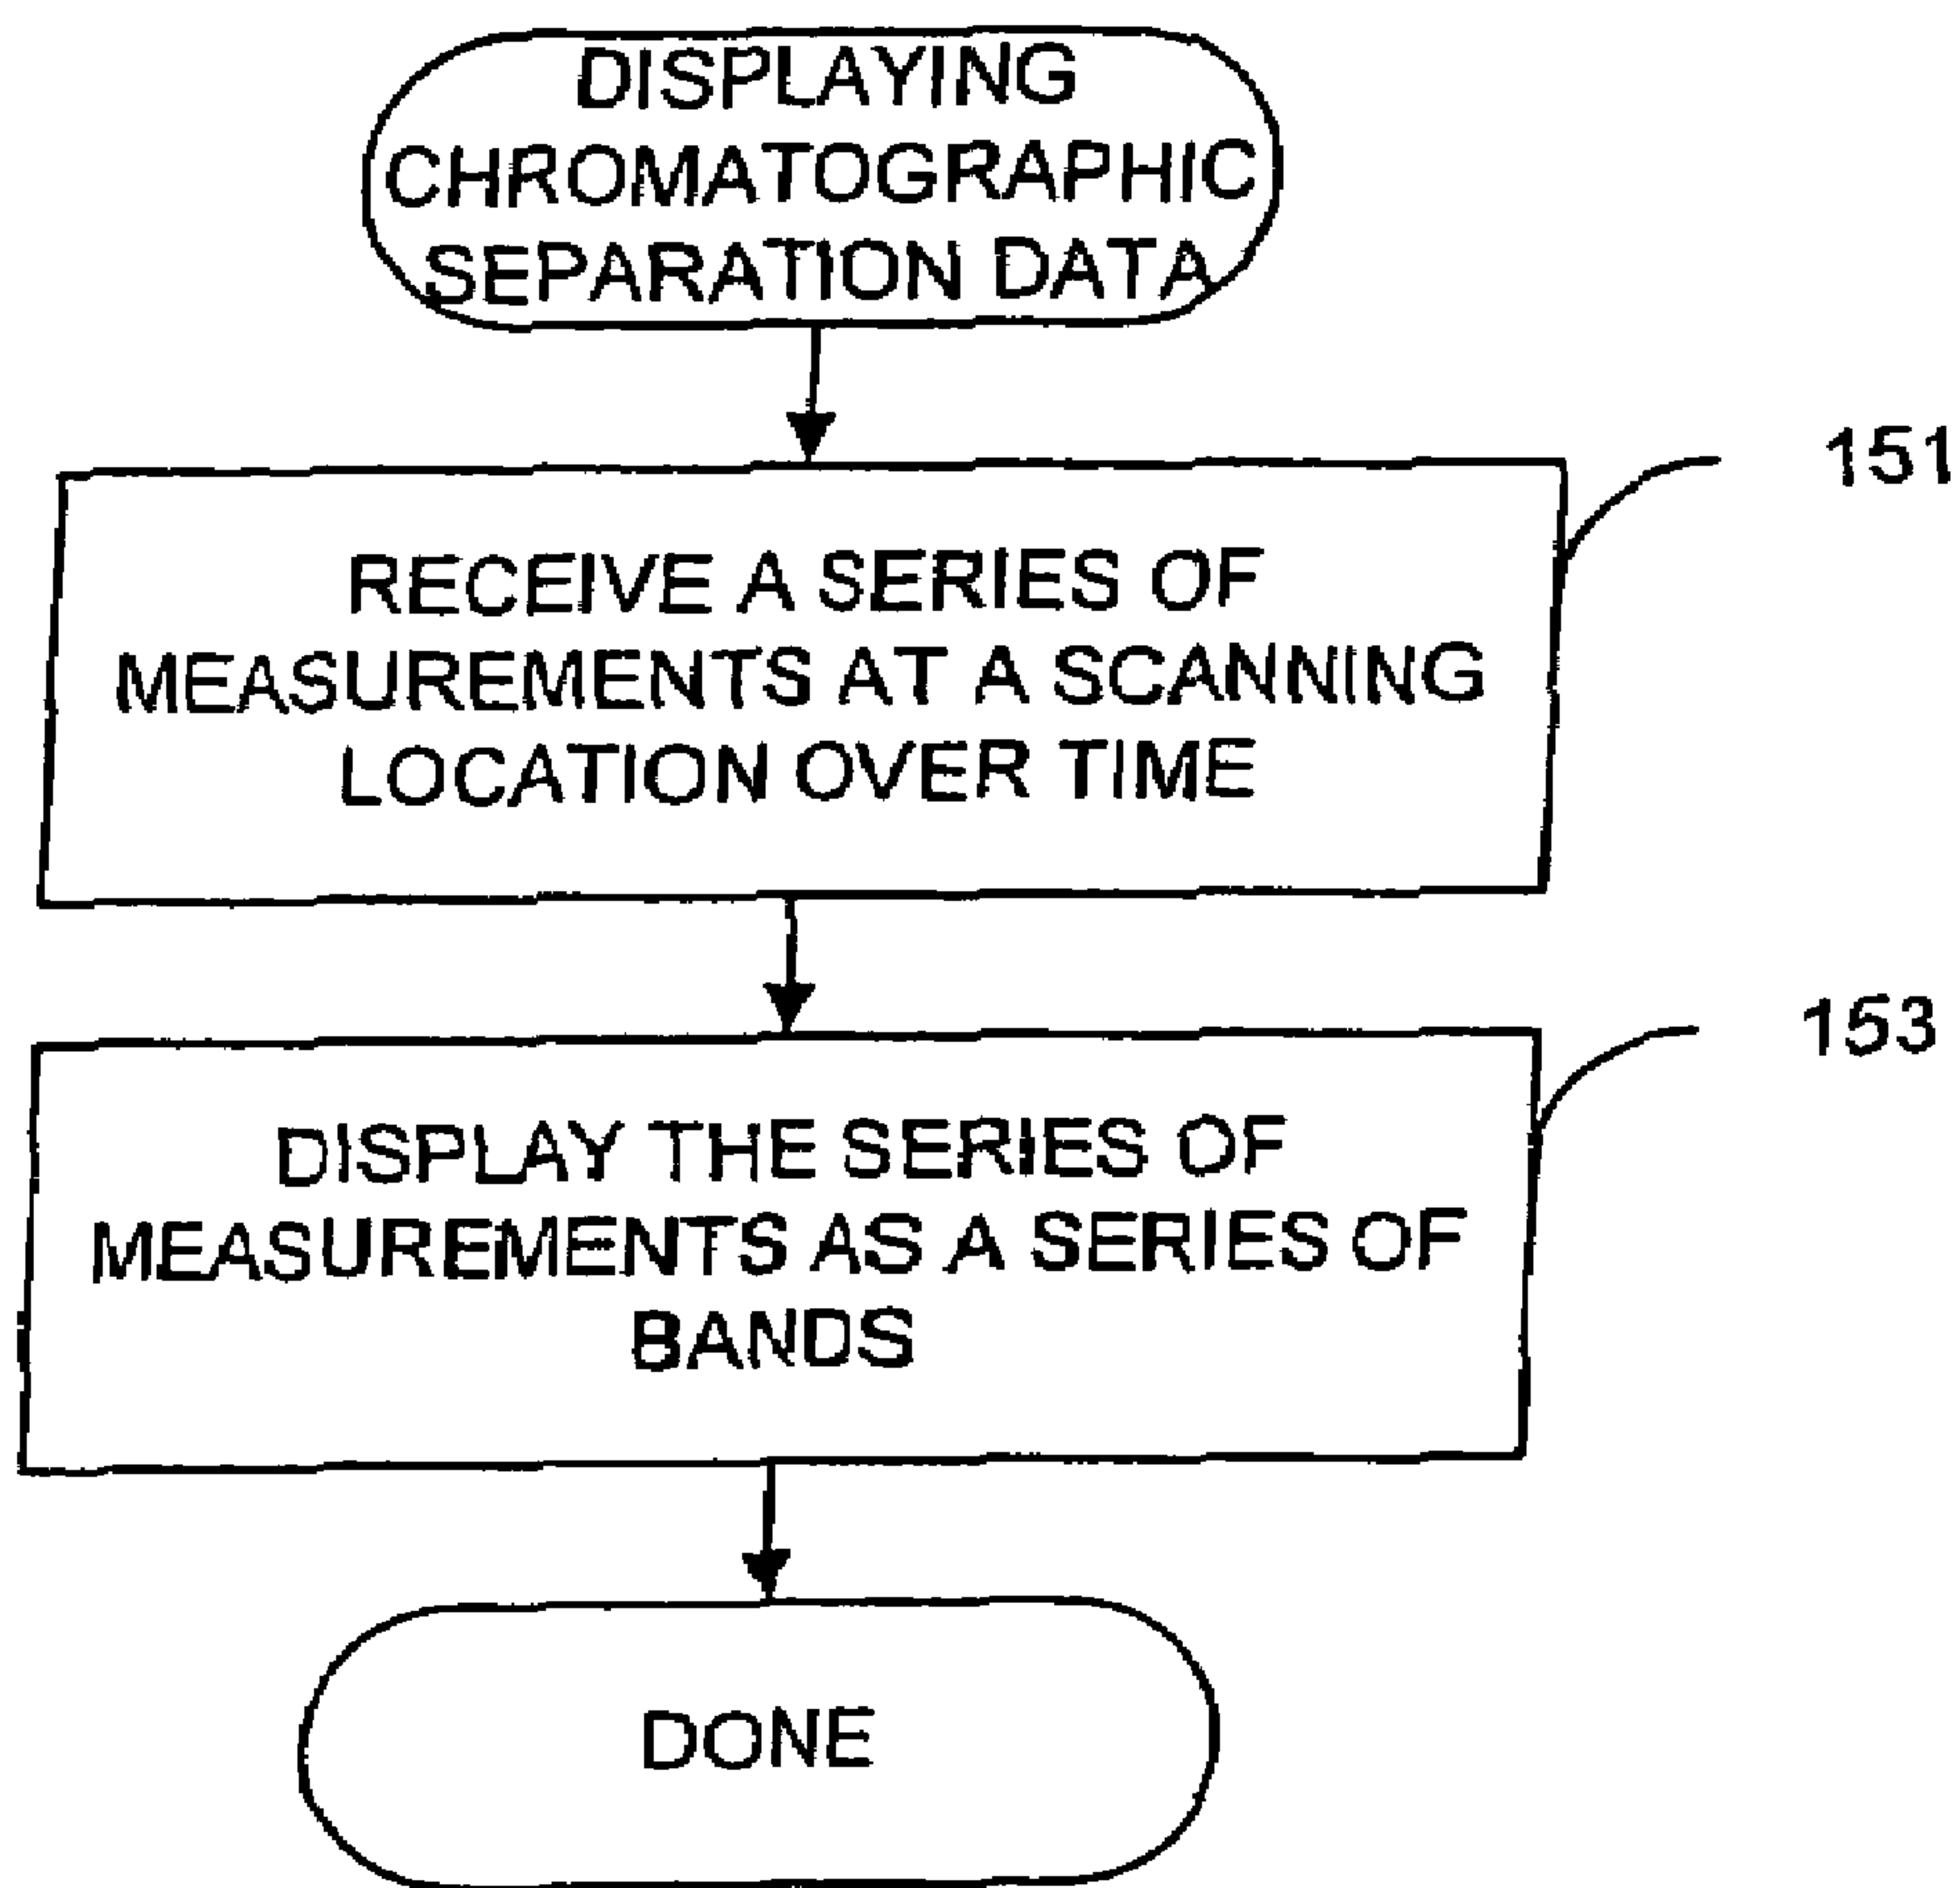 DISPLAYING
CHROMATOGRAPHIC
SEPARATION DATA
151
RECEIVE A SERIES OF
MEASUREMENTS AT A SCANNING
LOCATION OVER TIME
153
DISPLAY THE SERIES OF
MEASUREMENTS AS A SERIES OF
BANDS
DONE